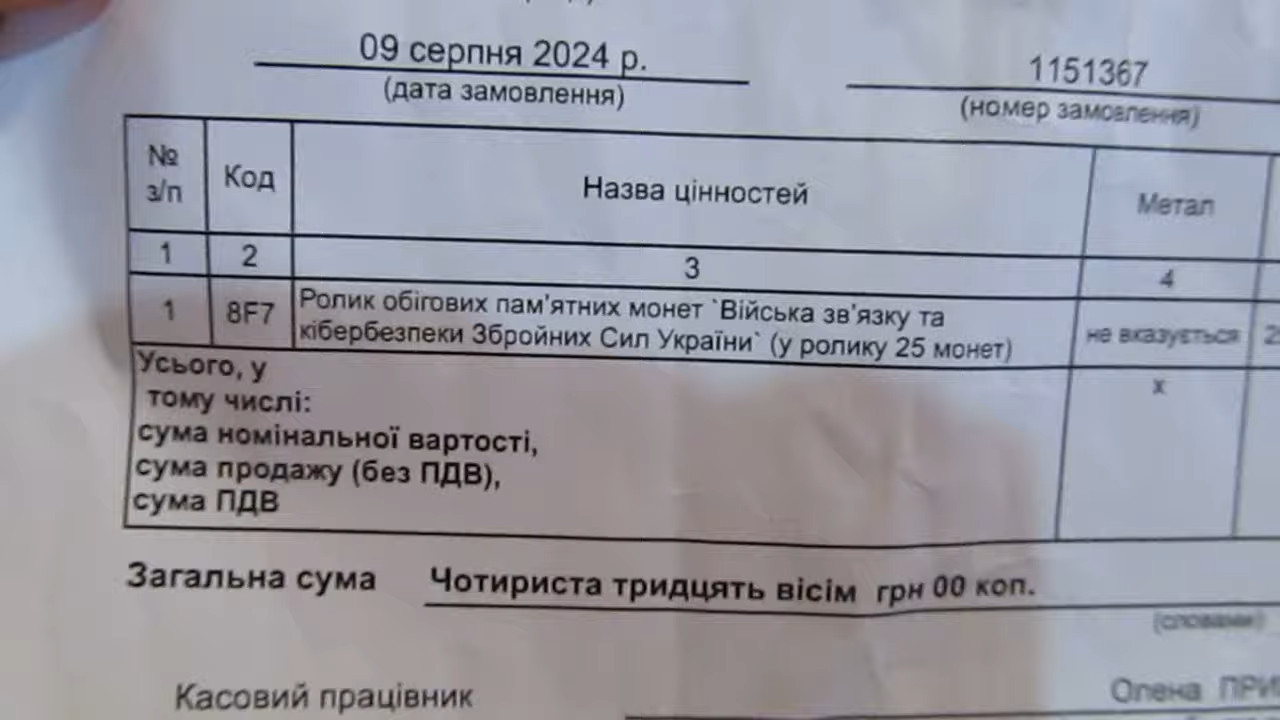 09 серпня 2024 р.
1151367
(дата замовлення)
(номер замовлення)
№ з/п
Код
Назва цінностей
Метал
1
2
3
4
1
8F7
Ролик обігових пам'ятних монет `Війська зв'язку та
кібербезпеки Збройних Сил України` (у ролику 25 монет)
не вказується
Усього, у
тому числі:
сума номінальної вартості,
сума продажу (без ПДВ),
сума ПДВ
х
Загальна сума Чотириста тридцять вісім грн 00 коп.
(словами)
Касовий працівник
Олена